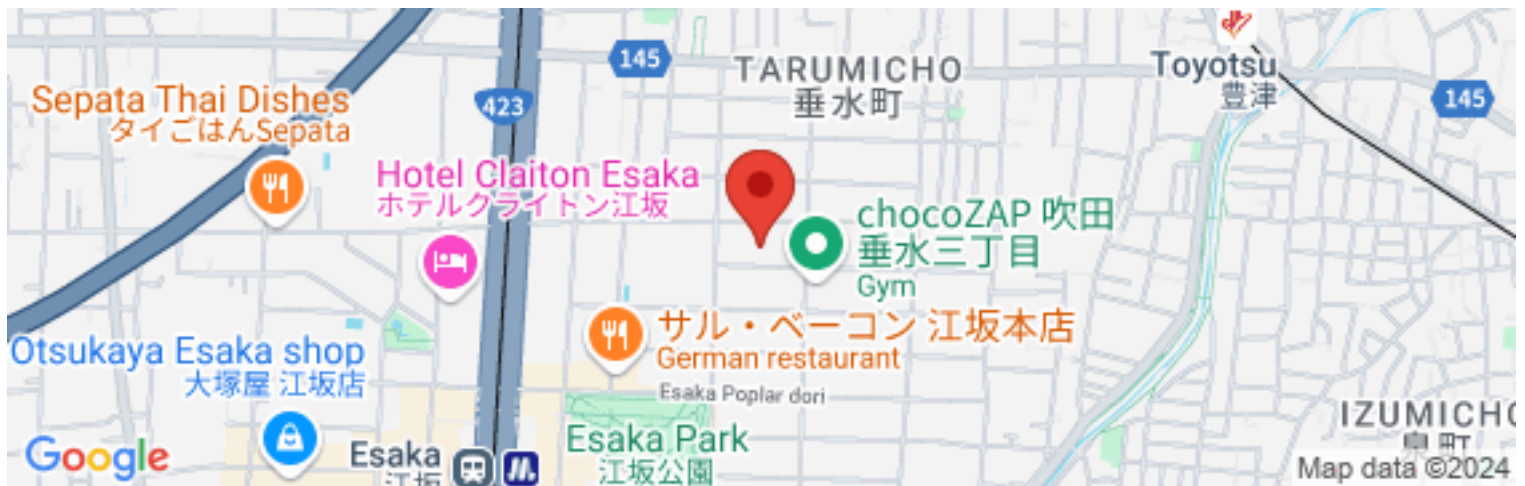 145
TARUMICHO
垂水町
Toyotsu
豊津
145
Sepata Thai Dishes
タイごはんSepata
423
Hotel Claiton Esaka
ホテルクライトン江坂
chocoZAP 吹田
垂水三丁目
Gym
サル・ベーコン 江坂本店
German restaurant
Esaka Poplar dori
Otsukaya Esaka shop
大塚屋 江坂店
Esaka
江坂
Esaka Park
江坂公園
IZUMICHO
Google
Map data ©2024